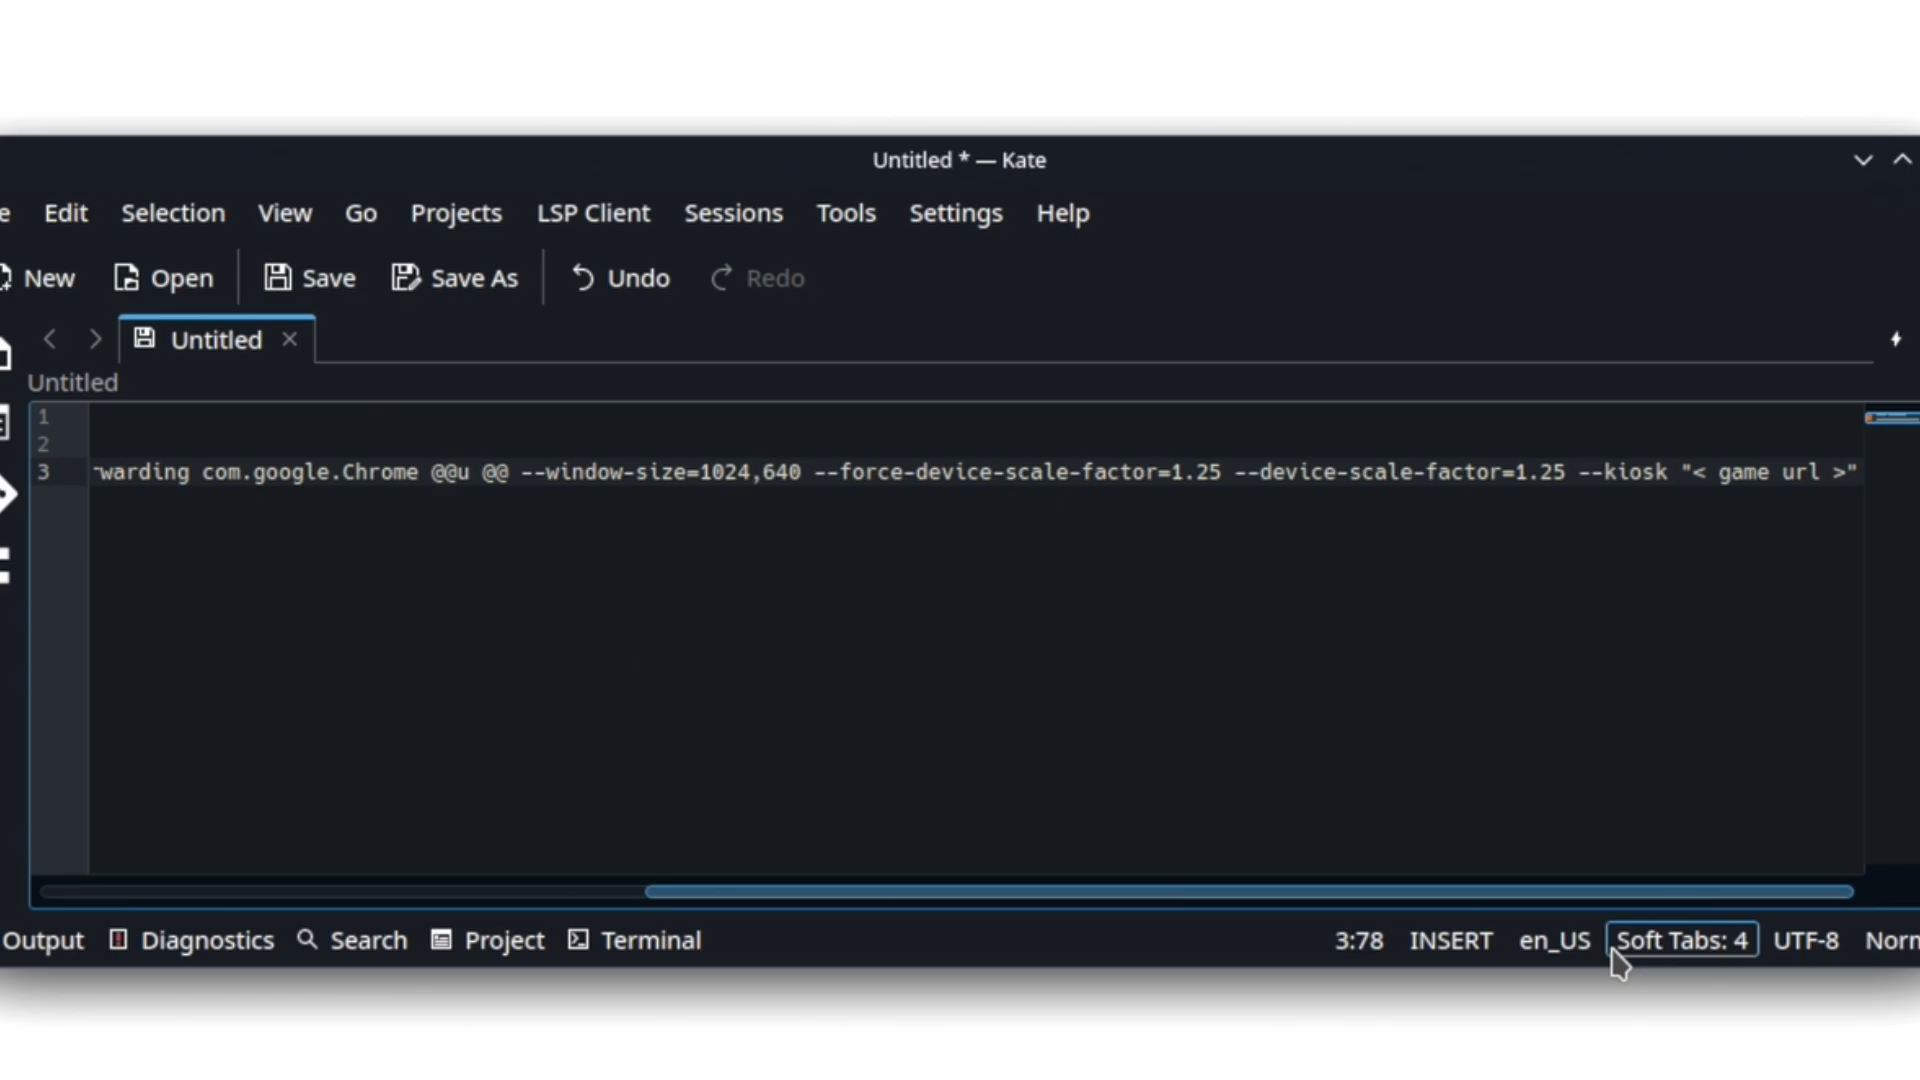 Untitled * — Kate
Edit Selection View Go Projects LSP Client Sessions Tools Settings Help
New Open Save Save As Undo Redo
Untitled
Untitled
1
2
3 warding com.google.Chrome @@u @@ --window-size=1024,640 --force-device-scale-factor=1.25 --device-scale-factor=1.25 --kiosk "< game url >"
Output Diagnostics Search Project Terminal 3:78 INSERT en_US Soft Tabs: 4 UTF-8 Norm